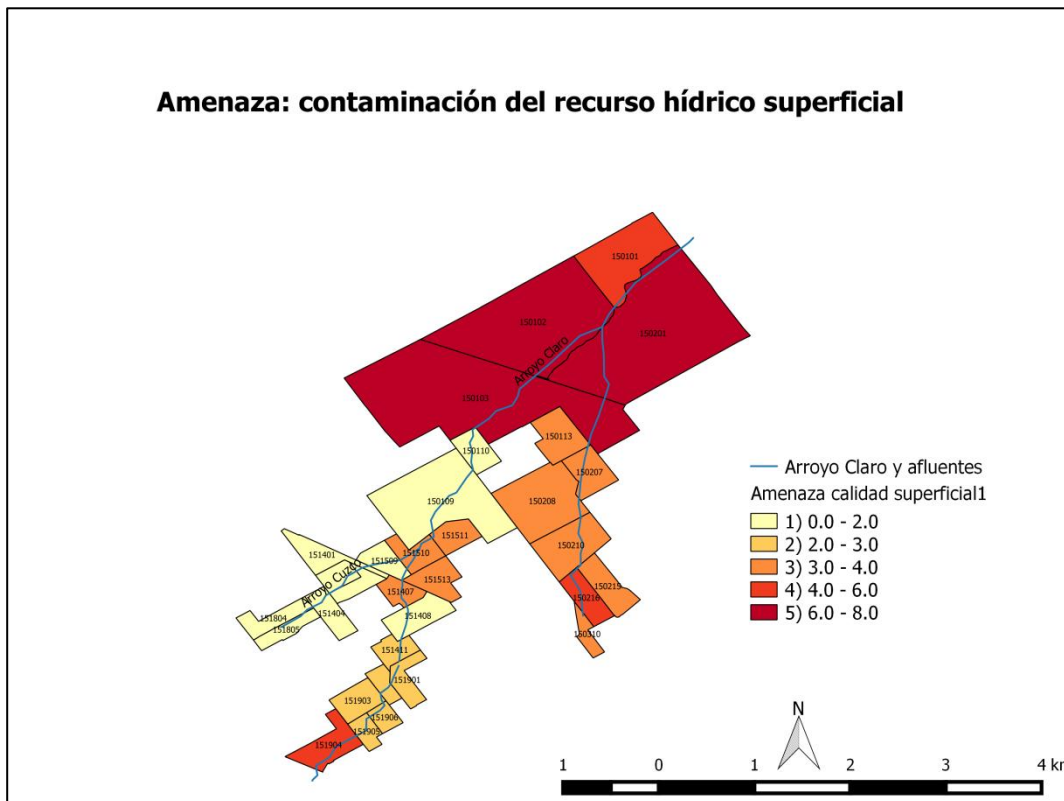 Amenaza: contaminación del recurso hídrico superficial
150101
150102
150201
Arroyo Claro
150103
150113
150110
150207
150109
150208
151511
151510
150210
151401
151509
151513
150215
Arroyo Cuzco
151407
150216
151404
151408
151804
151805
150310
151411
151901
151903
151906
151905
151904
Arroyo Claro y afluentes
Amenaza calidad superficial1
1) 0.0 - 2.0
2) 2.0 - 3.0
3) 3.0 - 4.0
4) 4.0 - 6.0
5) 6.0 - 8.0
N
1 0 1 2 3 4 km